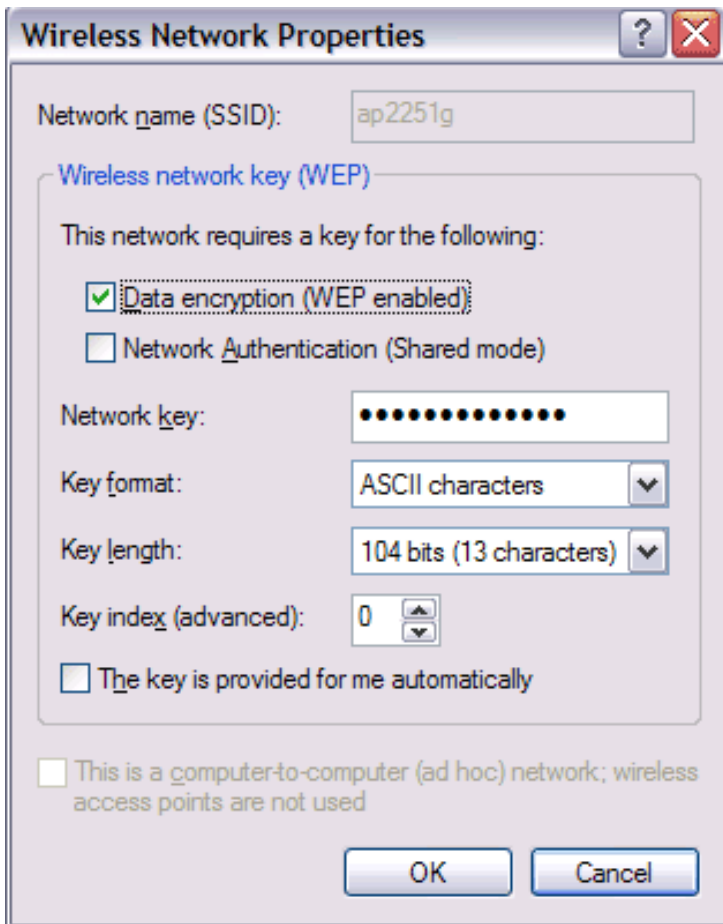 Wireless Network Properties
Network name (SSID): ap2251g
Wireless network key (WEP)
This network requires a key for the following:
Data encryption (WEP enabled)
Network Authentication (Shared mode)
Network key: •••••••••••••
Key format: ASCII characters
Key length: 104 bits (13 characters)
Key index (advanced): 0
The key is provided for me automatically
This is a computer-to-computer (ad hoc) network; wireless
access points are not used
OK Cancel